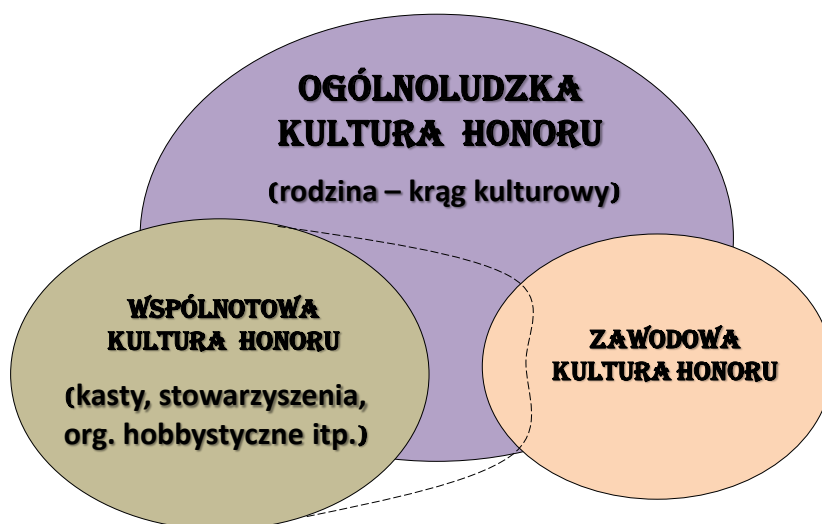 OGÓLNOLUDZKA
KULTURA HONORU
(rodzina – krąg kulturowy)
WSPÓLNOTOWA
KULTURA HONORU
(kasty, stowarzyszenia,
org. hobbystyczne itp.)
ZAWODOWA
KULTURA HONORU